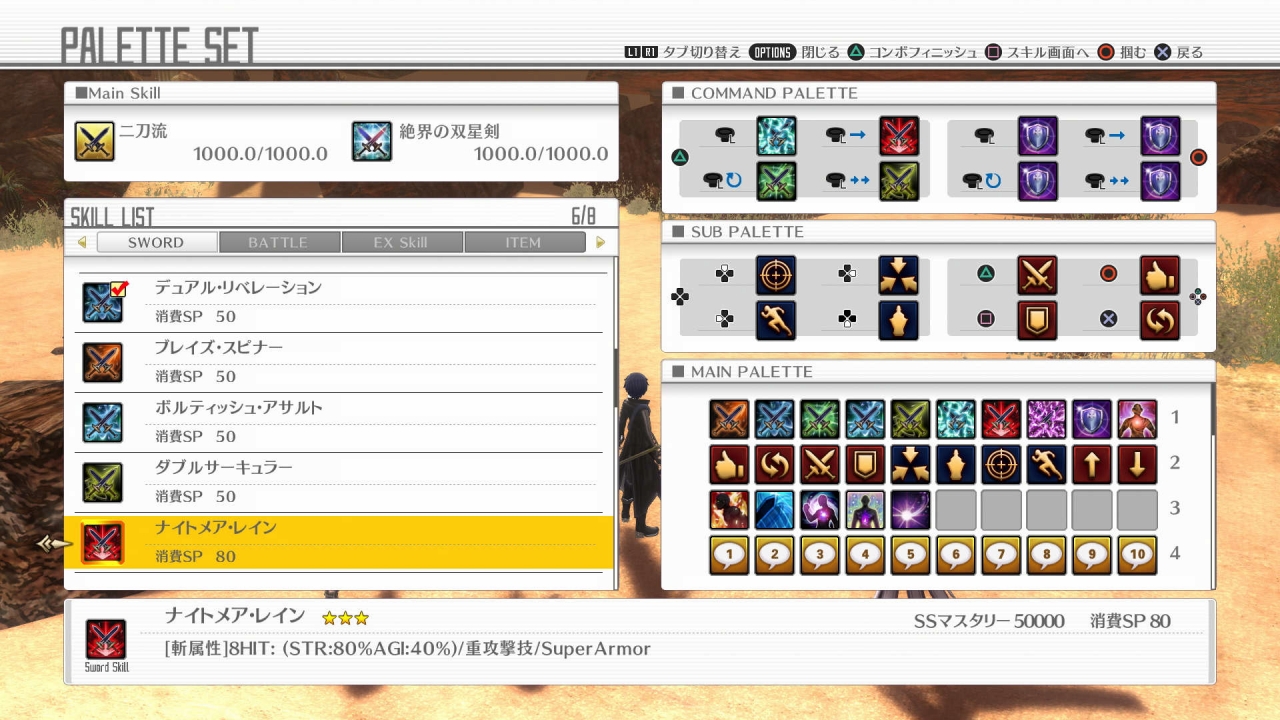 PALETTE SET
L1 R1 タブ切り替え OPTIONS 閉じる コンボフィニッシュ スキル画面へ 掴む 戻る
■Main Skill
二刀流
1000.0/1000.0
絶界の双星剣
1000.0/1000.0
SKILL LIST 6/8
SWORD BATTLE EX Skill ITEM
デュアル・リベレーション
消費SP 50
ブレイズ・スピナー
消費SP 50
ボルティッシュ・アサルト
消費SP 50
ダブルサーキュラー
消費SP 50
ナイトメア・レイン
消費SP 80
■ COMMAND PALETTE
L L L L
L L L L
■ SUB PALETTE
■ MAIN PALETTE
1
2
3
1 2 3 4 5 6 7 8 9 10 4
ナイトメア・レイン ★★★ SSマスタリー 50000 消費SP 80
Sword Skill
[斬属性]8HIT: (STR:80%AGI:40%)/重攻撃技/SuperArmor